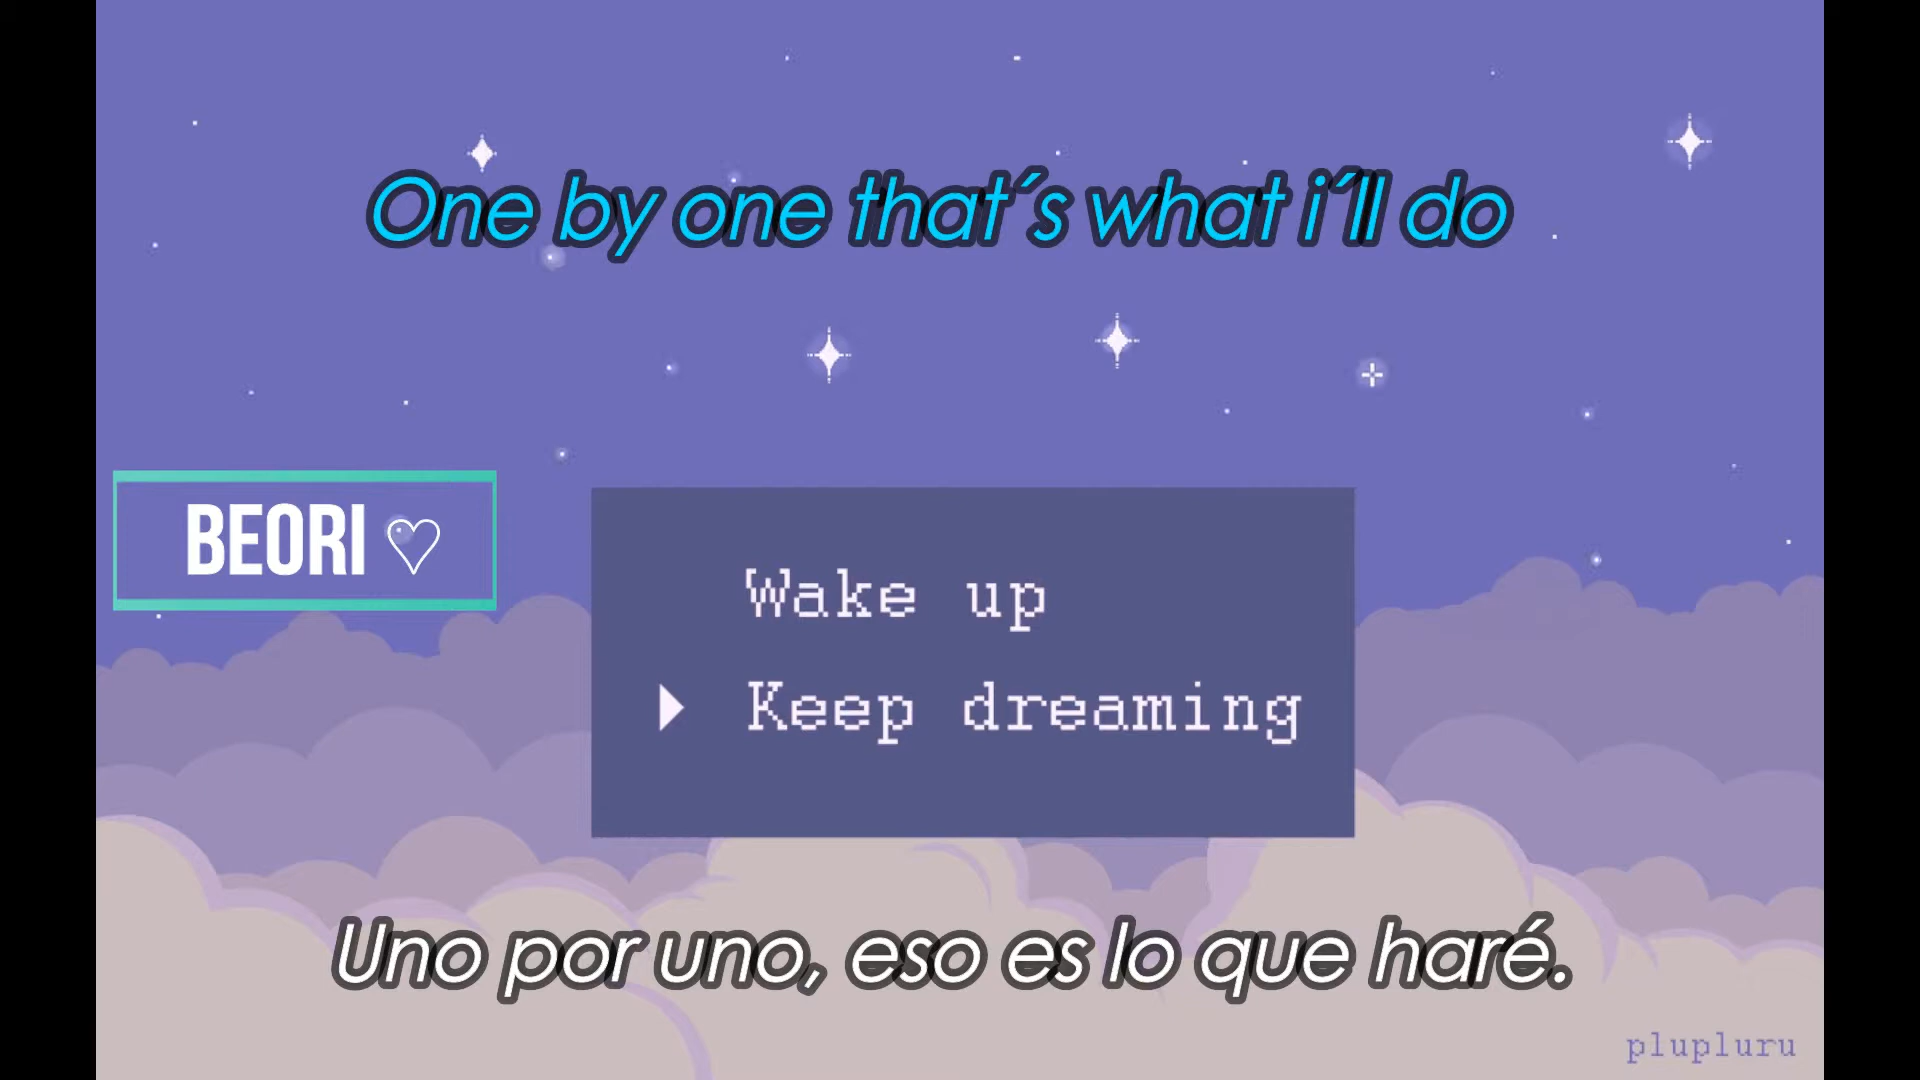 One by one that´s what i´ll do
BEORI ♡
Wake up
Keep dreaming
Uno por uno, eso es lo que haré.
plupluru